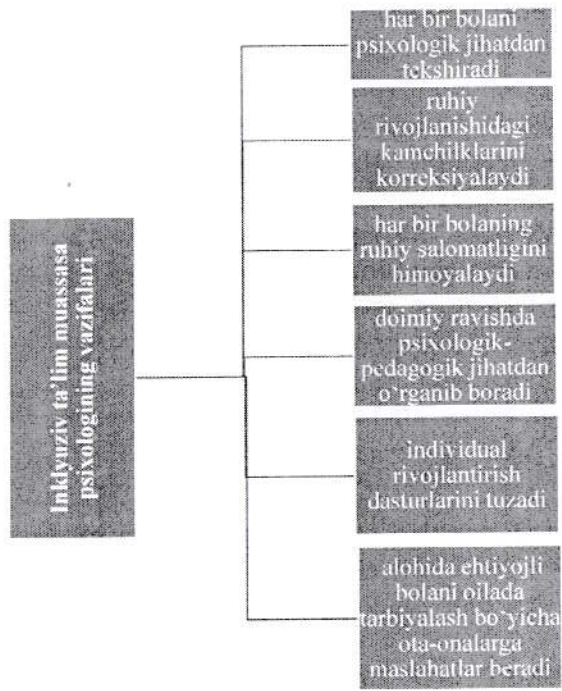 Inklyuziv ta'lim muassasa
psixologining vazifalari
har bir bolani
psixologik jihatdan
tekshiradi
ruhiy
rivojlanishidagi
kamchilklarini
korreksiyalaydi
har bir bolaning
ruhiy salomatligini
himoyalaydi
doimiy ravishda
psixologik-
pedagogik jihatdan
o‘rganib boradi
individual
rivojlantirish
dasturlarini tuzadi
alohida ehtiyojli
bolani oilada
tarbiyalash bo‘yicha
ota-onalarga
maslahatlar beradi